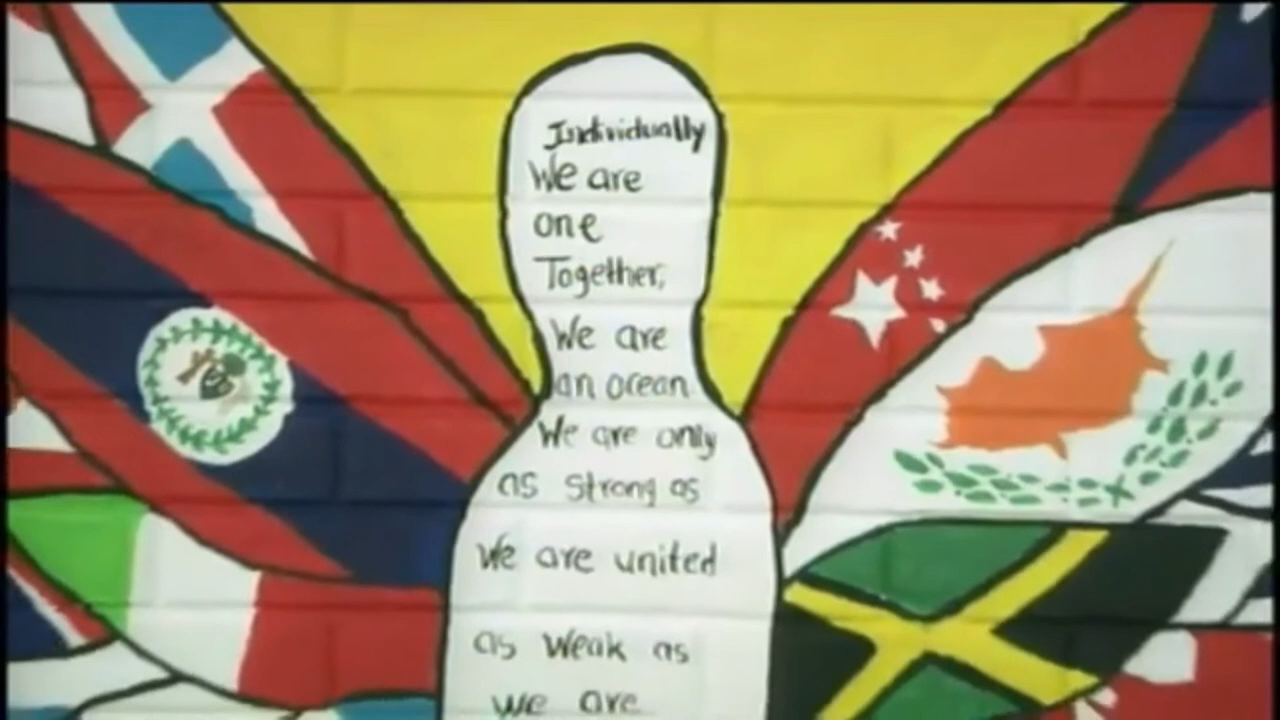 Individually
We are
one
Together,
We are
an ocean
We are only
as strong as
We are united
as weak as
we are